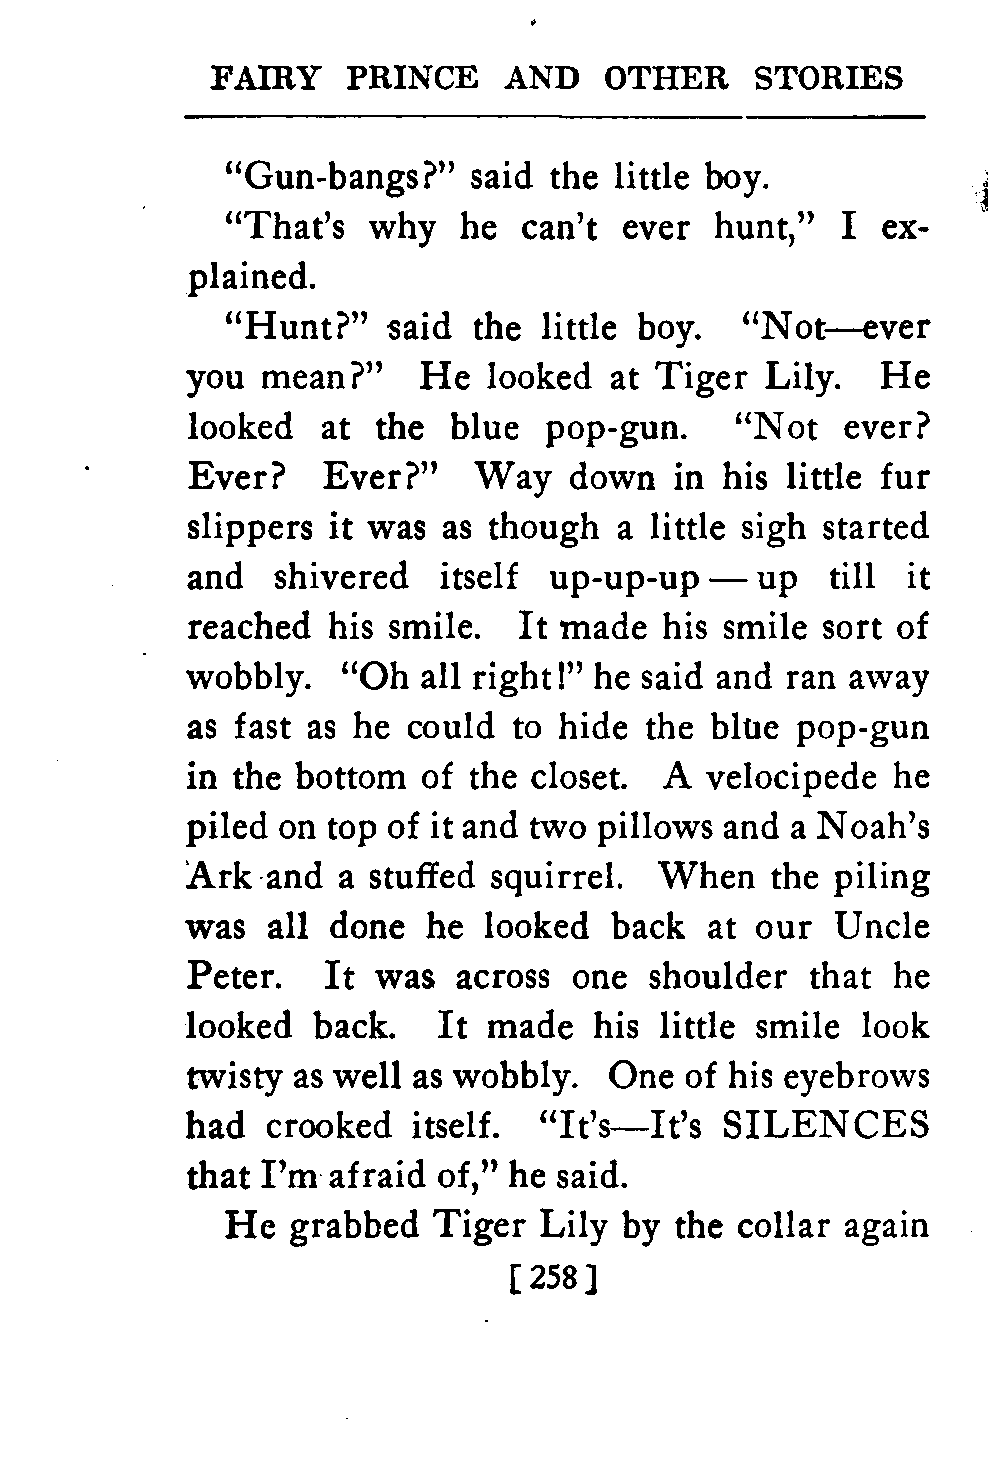 FAIRY PRINCE AND OTHER STORIES
“Gun-bangs?” said the little boy.
“That's why he can't ever hunt,” I ex-
plained.
“Hunt?” said the little boy. “Not—ever
you mean?” He looked at Tiger Lily. He
looked at the blue pop-gun. “Not ever?
Ever? Ever?” Way down in his little fur
slippers it was as though a little sigh started
and shivered itself up-up-up — up till it
reached his smile. It made his smile sort of
wobbly. “Oh all right!” he said and ran away
as fast as he could to hide the blue pop-gun
in the bottom of the closet. A velocipede he
piled on top of it and two pillows and a Noah's
Ark and a stuffed squirrel. When the piling
was all done he looked back at our Uncle
Peter. It was across one shoulder that he
looked back. It made his little smile look
twisty as well as wobbly. One of his eyebrows
had crooked itself. “It's—It's SILENCES
that I'm afraid of,” he said.
He grabbed Tiger Lily by the collar again
[ 258 ]